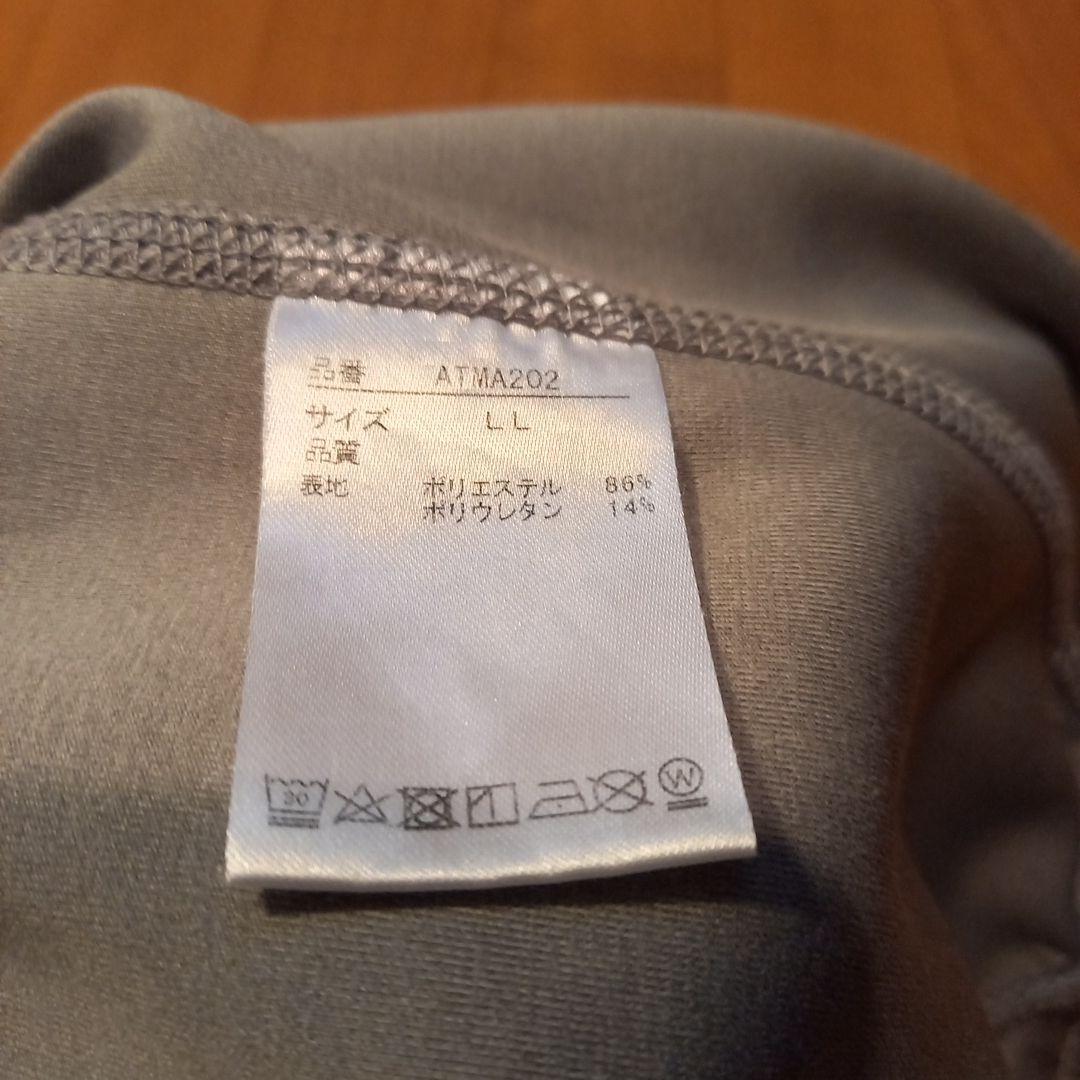 品番 ATMA202
サイズ LL
品質
表地 ポリエステル 86%
ポリウレタン 14%
30
W